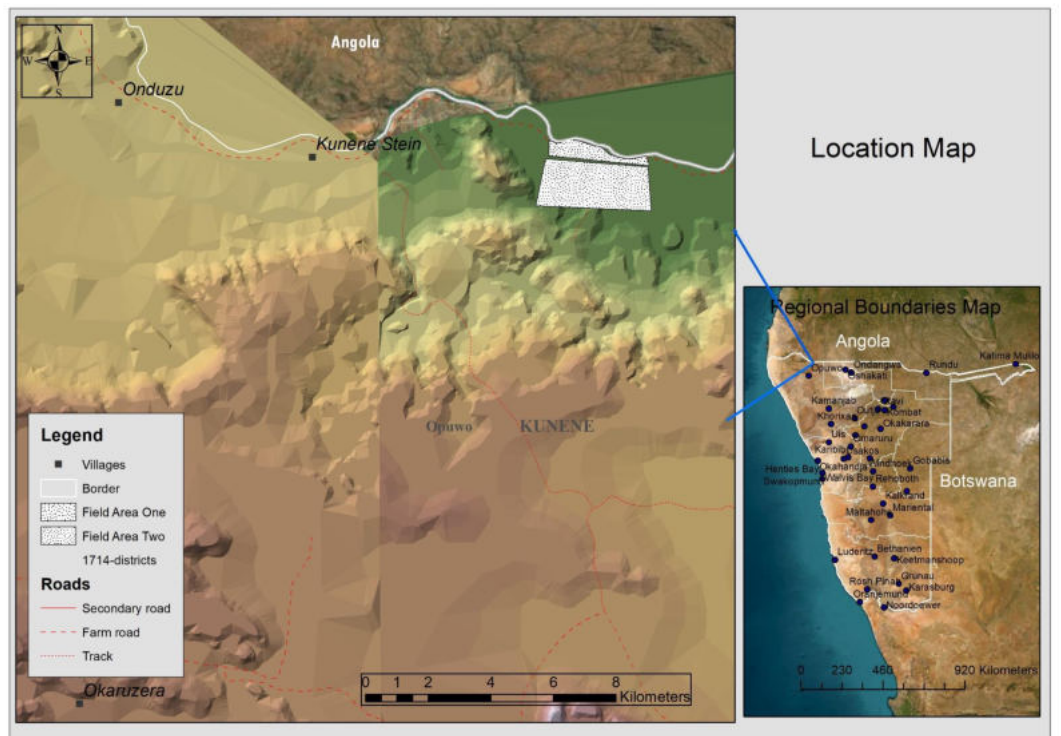 N
W E
S
Angola
Onduzu
Kunene Stein
Opuwo KUNENE
Okaruzera
Legend
Villages
Border
Field Area One
Field Area Two
1714-districts
Roads
Secondary road
Farm road
Track
0 1 2 4 6 8
Kilometers
Location Map
Regional Boundaries Map
Angola
Katima Mulilo
Opuwo
Ondangwa
Oshakati
Rundu
Kamanjab
Khorixas
Kombat
Okakarara
Uis
Omaruru
Karibib
Usakos
Gobabis
Henties Bay
Okahandja
Windhoek
Swakopmund
Walvis Bay
Rehoboth
Botswana
Kalkrand
Maltahohe
Mariental
Luderitz
Bethanien
Keetmanshoop
Rosh Pinah
Grunau
Karasburg
Oranjemund
Noordoewer
0 230 460 920 Kilometers